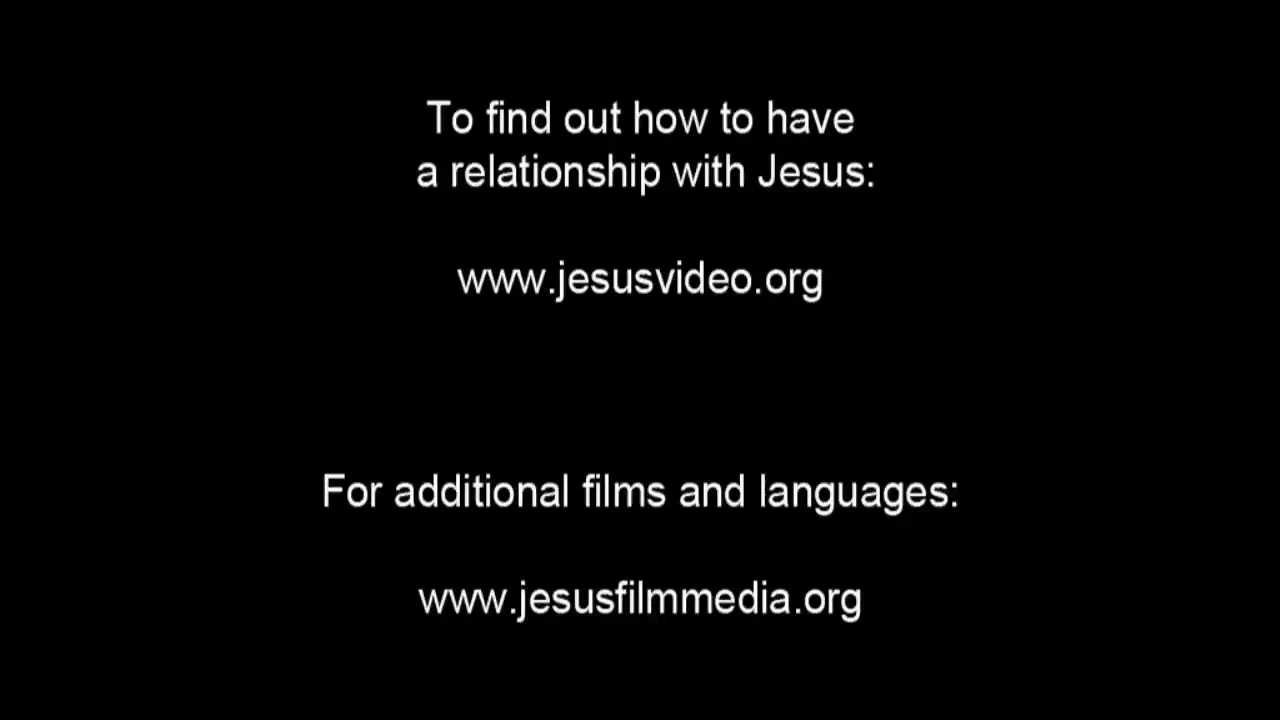 To find out how to have
a relationship with Jesus:
www.jesusvideo.org
For additional films and languages:
www.jesusfilmmedia.org